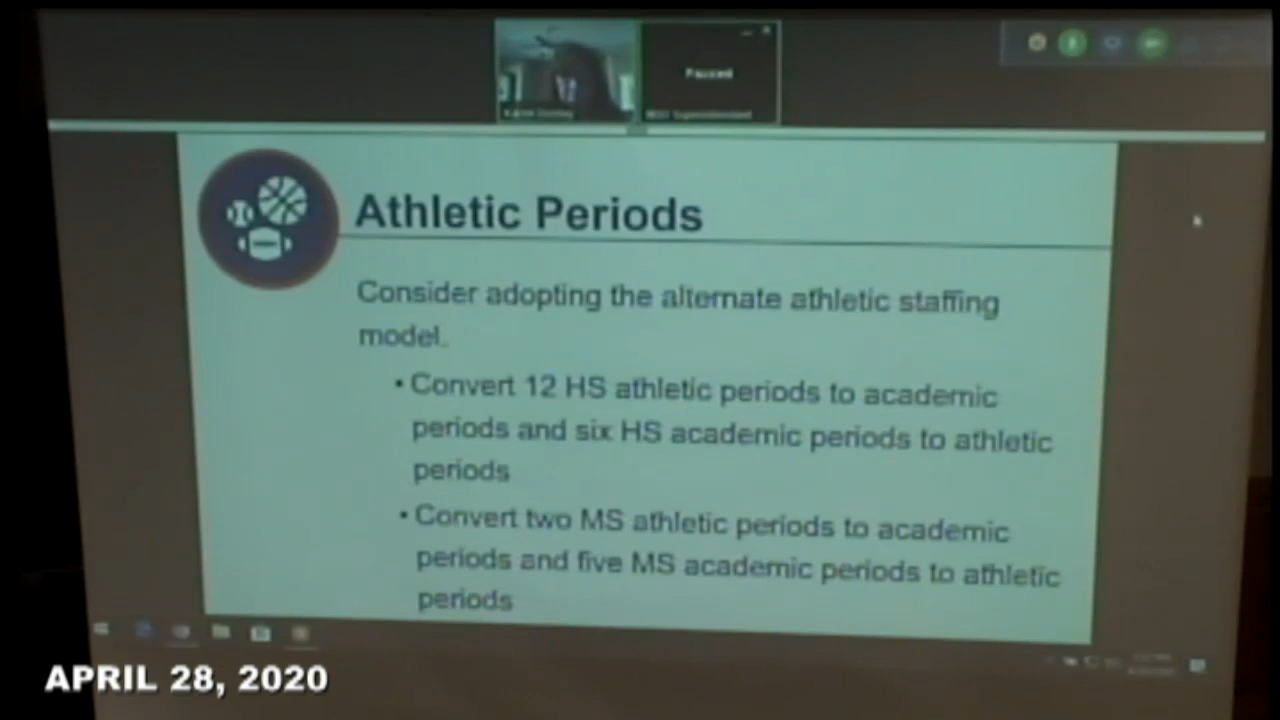 Paused
Athletic Periods
Consider adopting the alternate athletic staffing
model.
• Convert 12 HS athletic periods to academic
periods and six HS academic periods to athletic
periods
• Convert two MS athletic periods to academic
periods and five MS academic periods to athletic
periods
APRIL 28, 2020